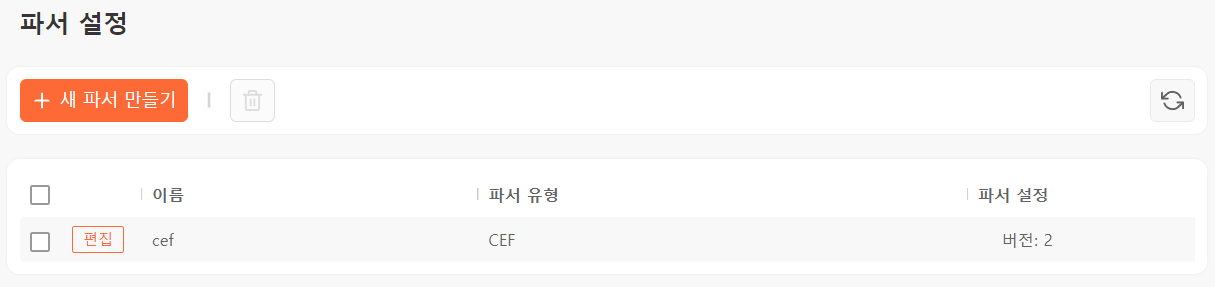 파서 설정
새 파서 만들기
이름 파서 유형 파서 설정
편집 cef CEF 버전: 2